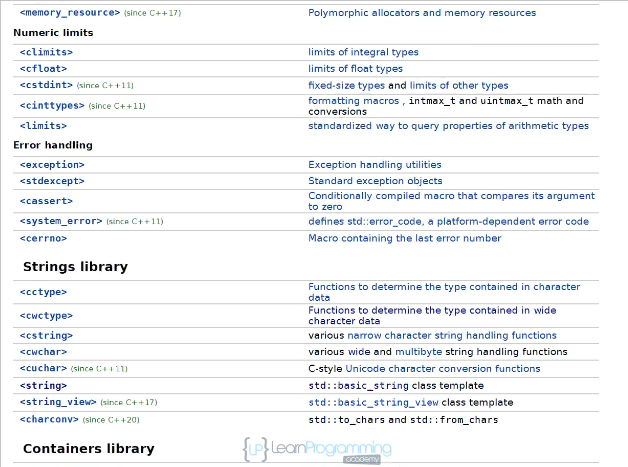 <memory_resource> (since C++17) Polymorphic allocators and memory resources
Numeric limits
<climits> limits of integral types
<cfloat> limits of float types
<cstdint> (since C++11) fixed-size types and limits of other types
<cinttypes> (since C++11) formatting macros , intmax_t and uintmax_t math and
conversions
<limits> standardized way to query properties of arithmetic types
Error handling
<exception> Exception handling utilities
<stdexcept> Standard exception objects
<cassert> Conditionally compiled macro that compares its argument
to zero
<system_error> (since C++11) defines std::error_code, a platform-dependent error code
<cerrno> Macro containing the last error number
Strings library
<cctype> Functions to determine the type contained in character
data
<cwctype> Functions to determine the type contained in wide
character data
<cstring> various narrow character string handling functions
<cwchar> various wide and multibyte string handling functions
<cuchar> (since C++11) C-style Unicode character conversion functions
<string> std::basic_string class template
<string_view> (since C++17) std::basic_string_view class template
<charconv> (since C++20) std::to_chars and std::from_chars
Containers library
{LP} LearnProgramming
academy